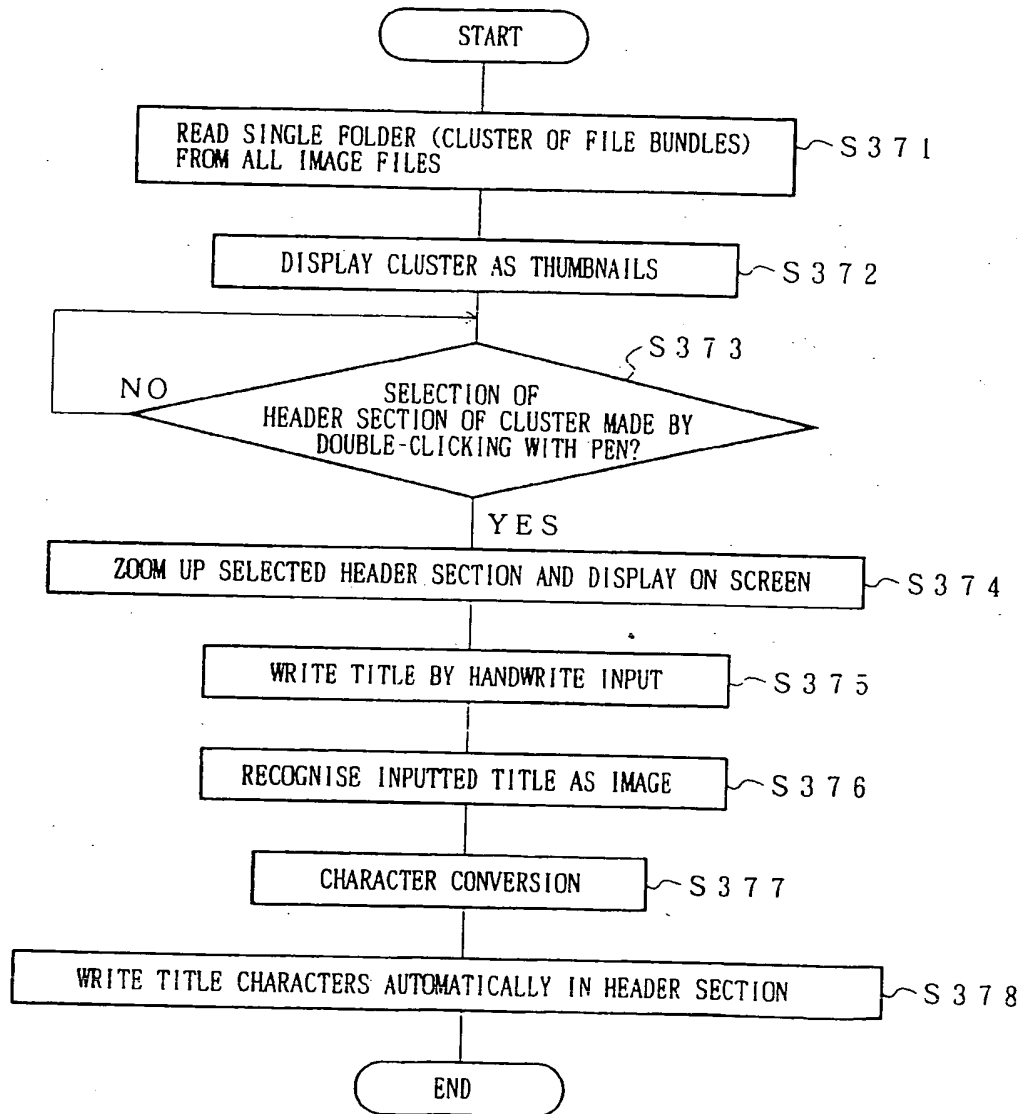 START
READ SINGLE FOLDER (CLUSTER OF FILE BUNDLES)
FROM ALL IMAGE FILES
S371
DISPLAY CLUSTER AS THUMBNAILS
S372
S373
NO
SELECTION OF
HEADER SECTION OF CLUSTER MADE BY
DOUBLE-CLICKING WITH PEN?
YES
ZOOM UP SELECTED HEADER SECTION AND DISPLAY ON SCREEN
S374
WRITE TITLE BY HANDWRITE INPUT
S375
RECOGNISE INPUTTED TITLE AS IMAGE
S376
CHARACTER CONVERSION
S377
WRITE TITLE CHARACTERS AUTOMATICALLY IN HEADER SECTION
S378
END